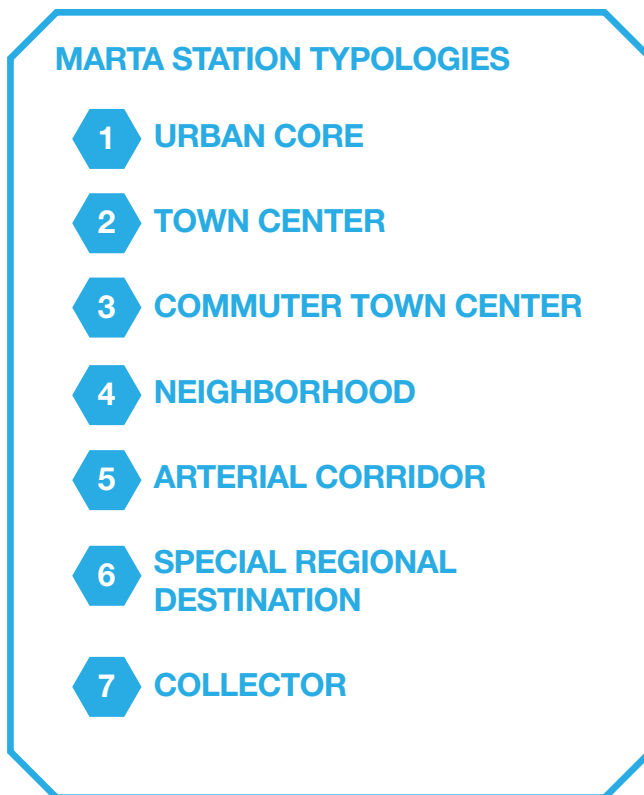 MARTA STATION TYPOLOGIES
1 URBAN CORE
2 TOWN CENTER
3 COMMUTER TOWN CENTER
4 NEIGHBORHOOD
5 ARTERIAL CORRIDOR
6 SPECIAL REGIONAL
DESTINATION
7 COLLECTOR